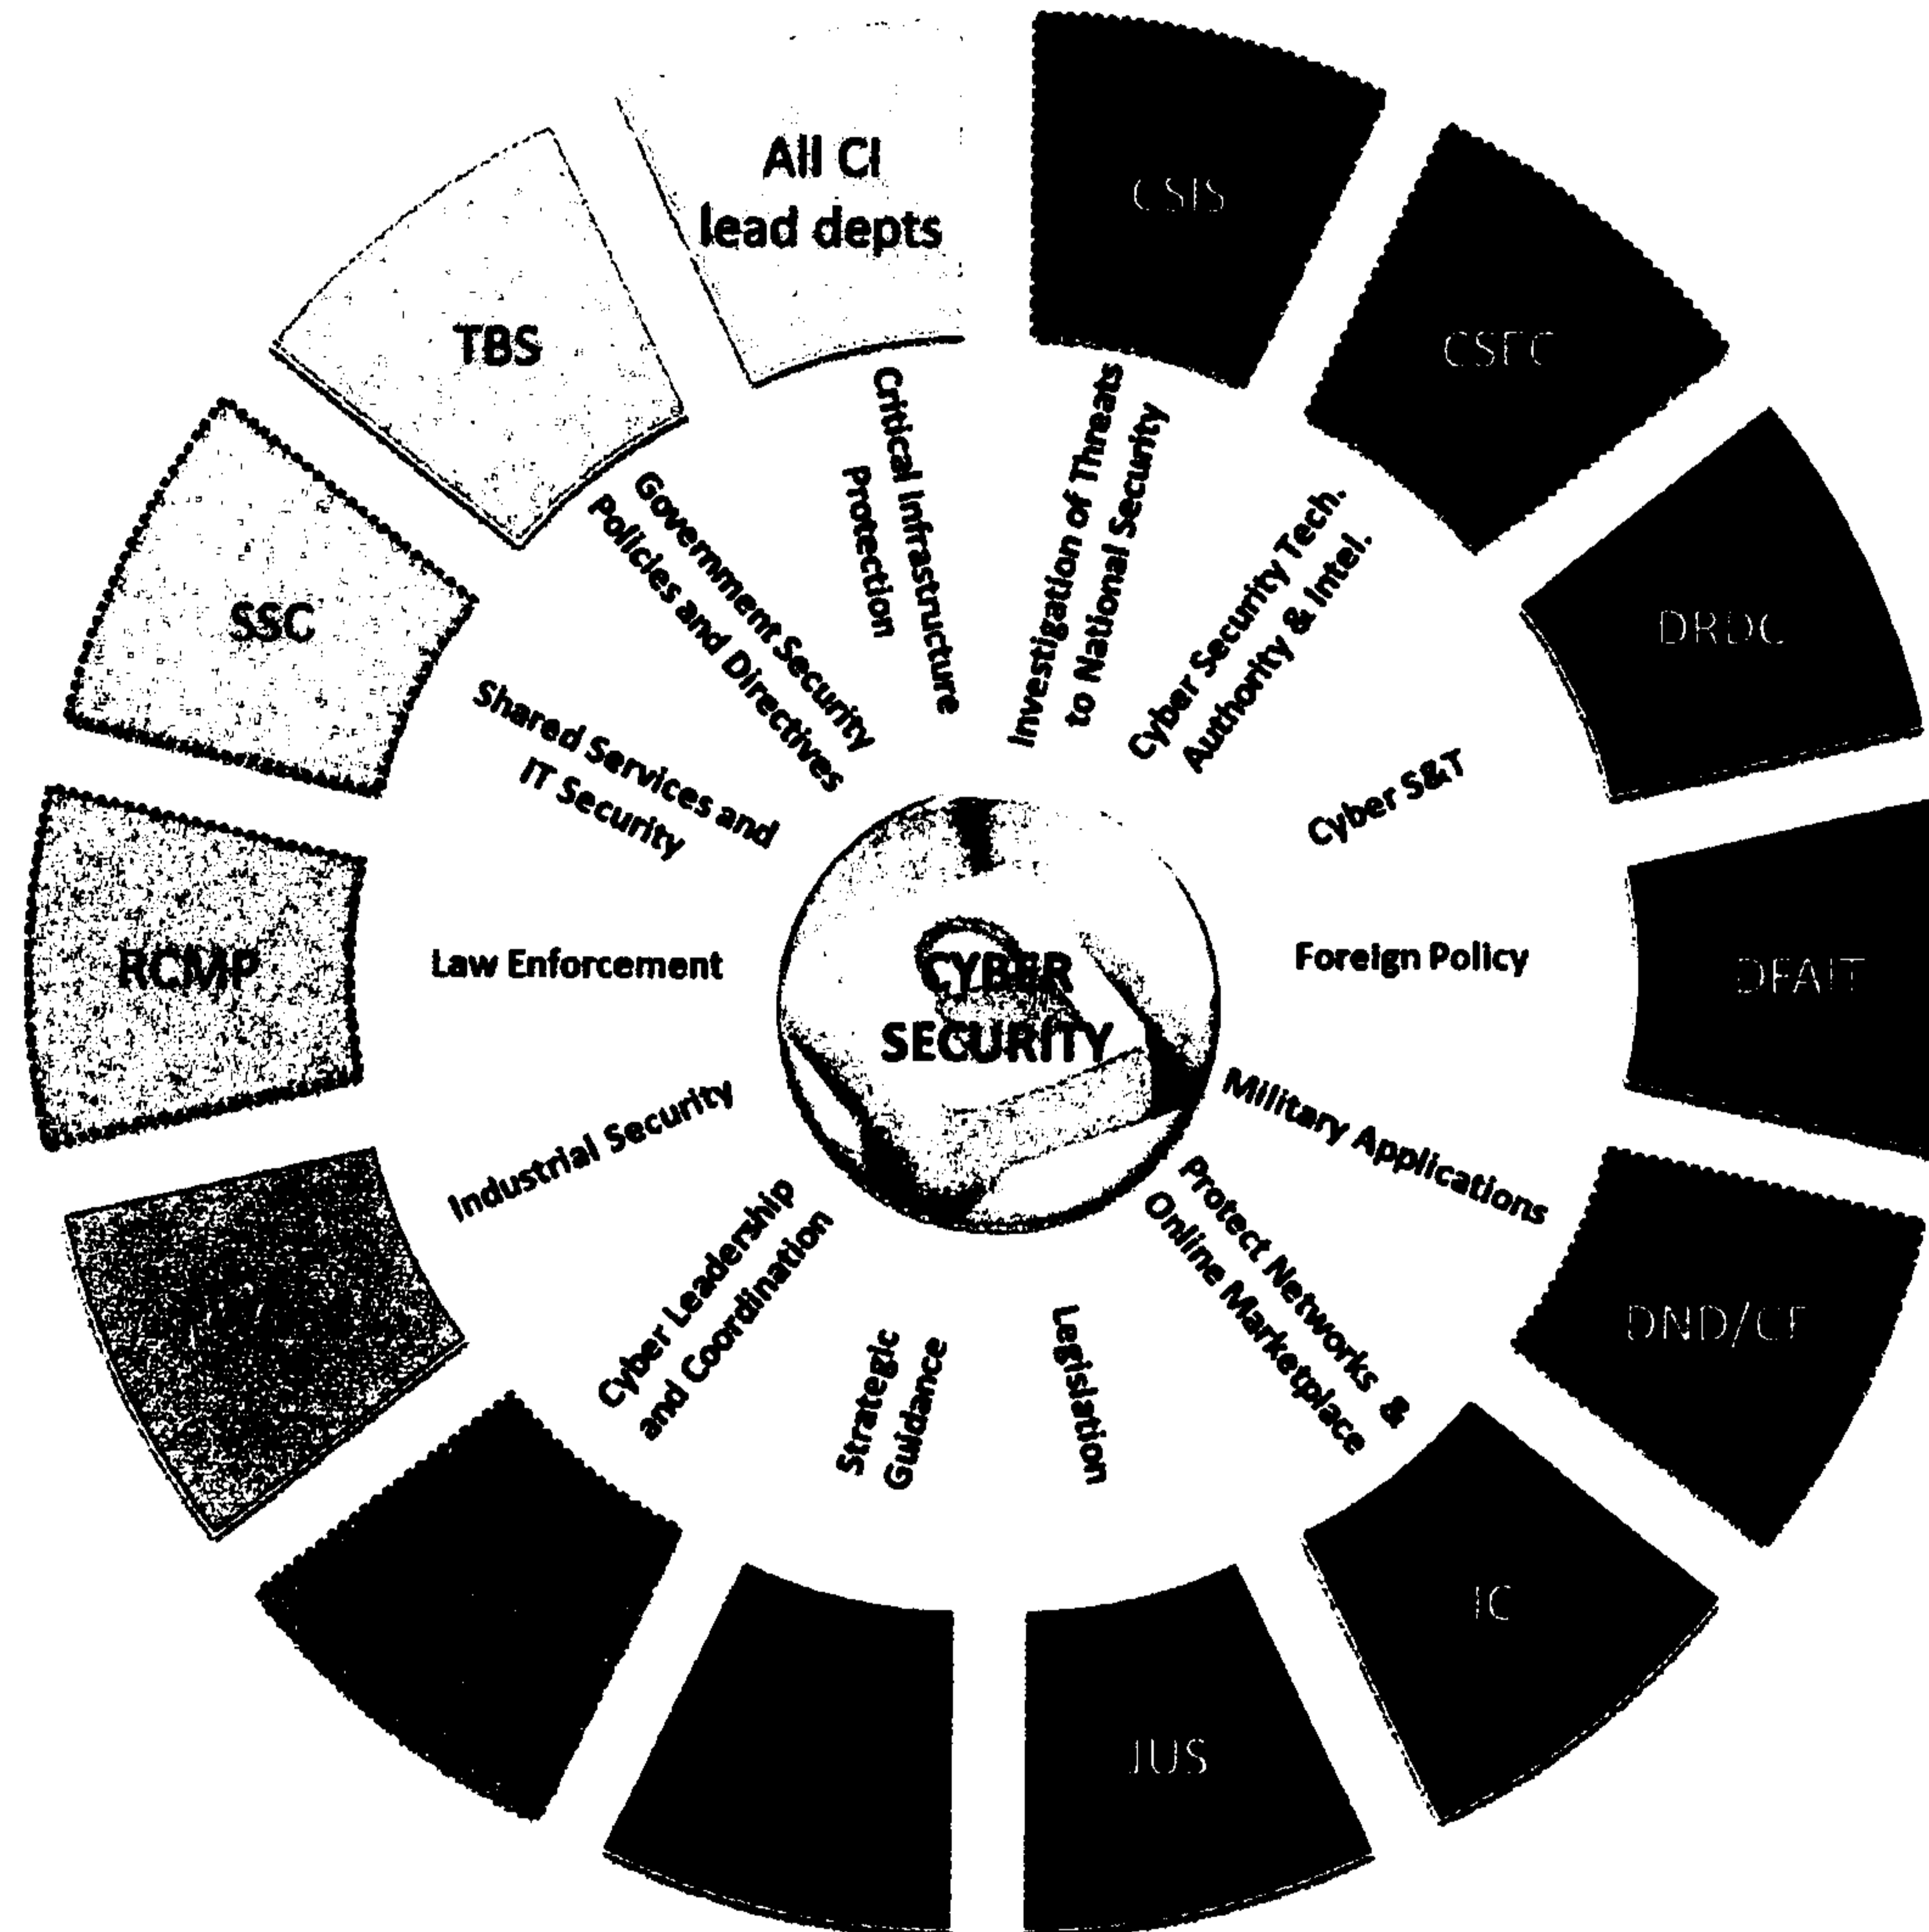 All CI
lead depts
CSIS
CSEC
DRDC
DFAIT
DND/CF
IC
JUS
RCMP
SSC
TBS
Critical Infrastructure
Protection
Investigation of Threats
to National Security
Cyber Security Tech.
Authority & Intel.
Cyber S&T
Foreign Policy
Military Applications
Protect Networks &
Online Marketplace
Legislation
Strategic
Guidance
Cyber Leadership
and Coordination
Industrial Security
Law Enforcement
Shared Services and
IT Security
Government Security
Policies and Directives
CYBER
SECURITY